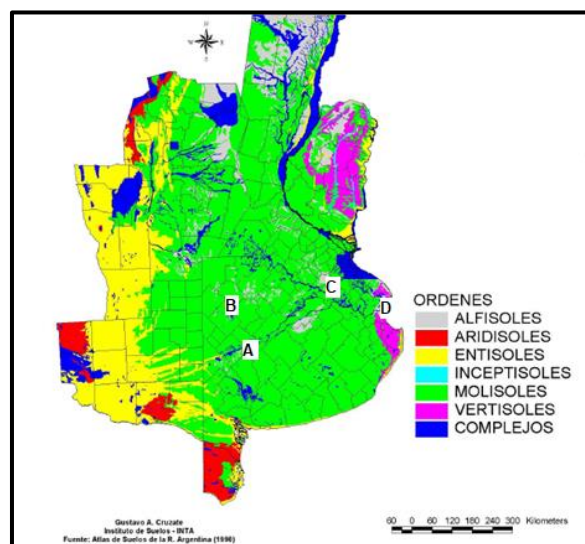 B
C
D
A
ORDENES
ALFISOLES
ARIDISOLES
ENTISOLES
INCEPTISOLES
MOLISOLES
VERTISOLES
COMPLEJOS
Gustavo A. Cruzate
Instituto de Suelos - INTA
Fuente: Atlas de Suelos de la R. Argentina (1990)
60 0 60 120 180 240 300 Kilometers